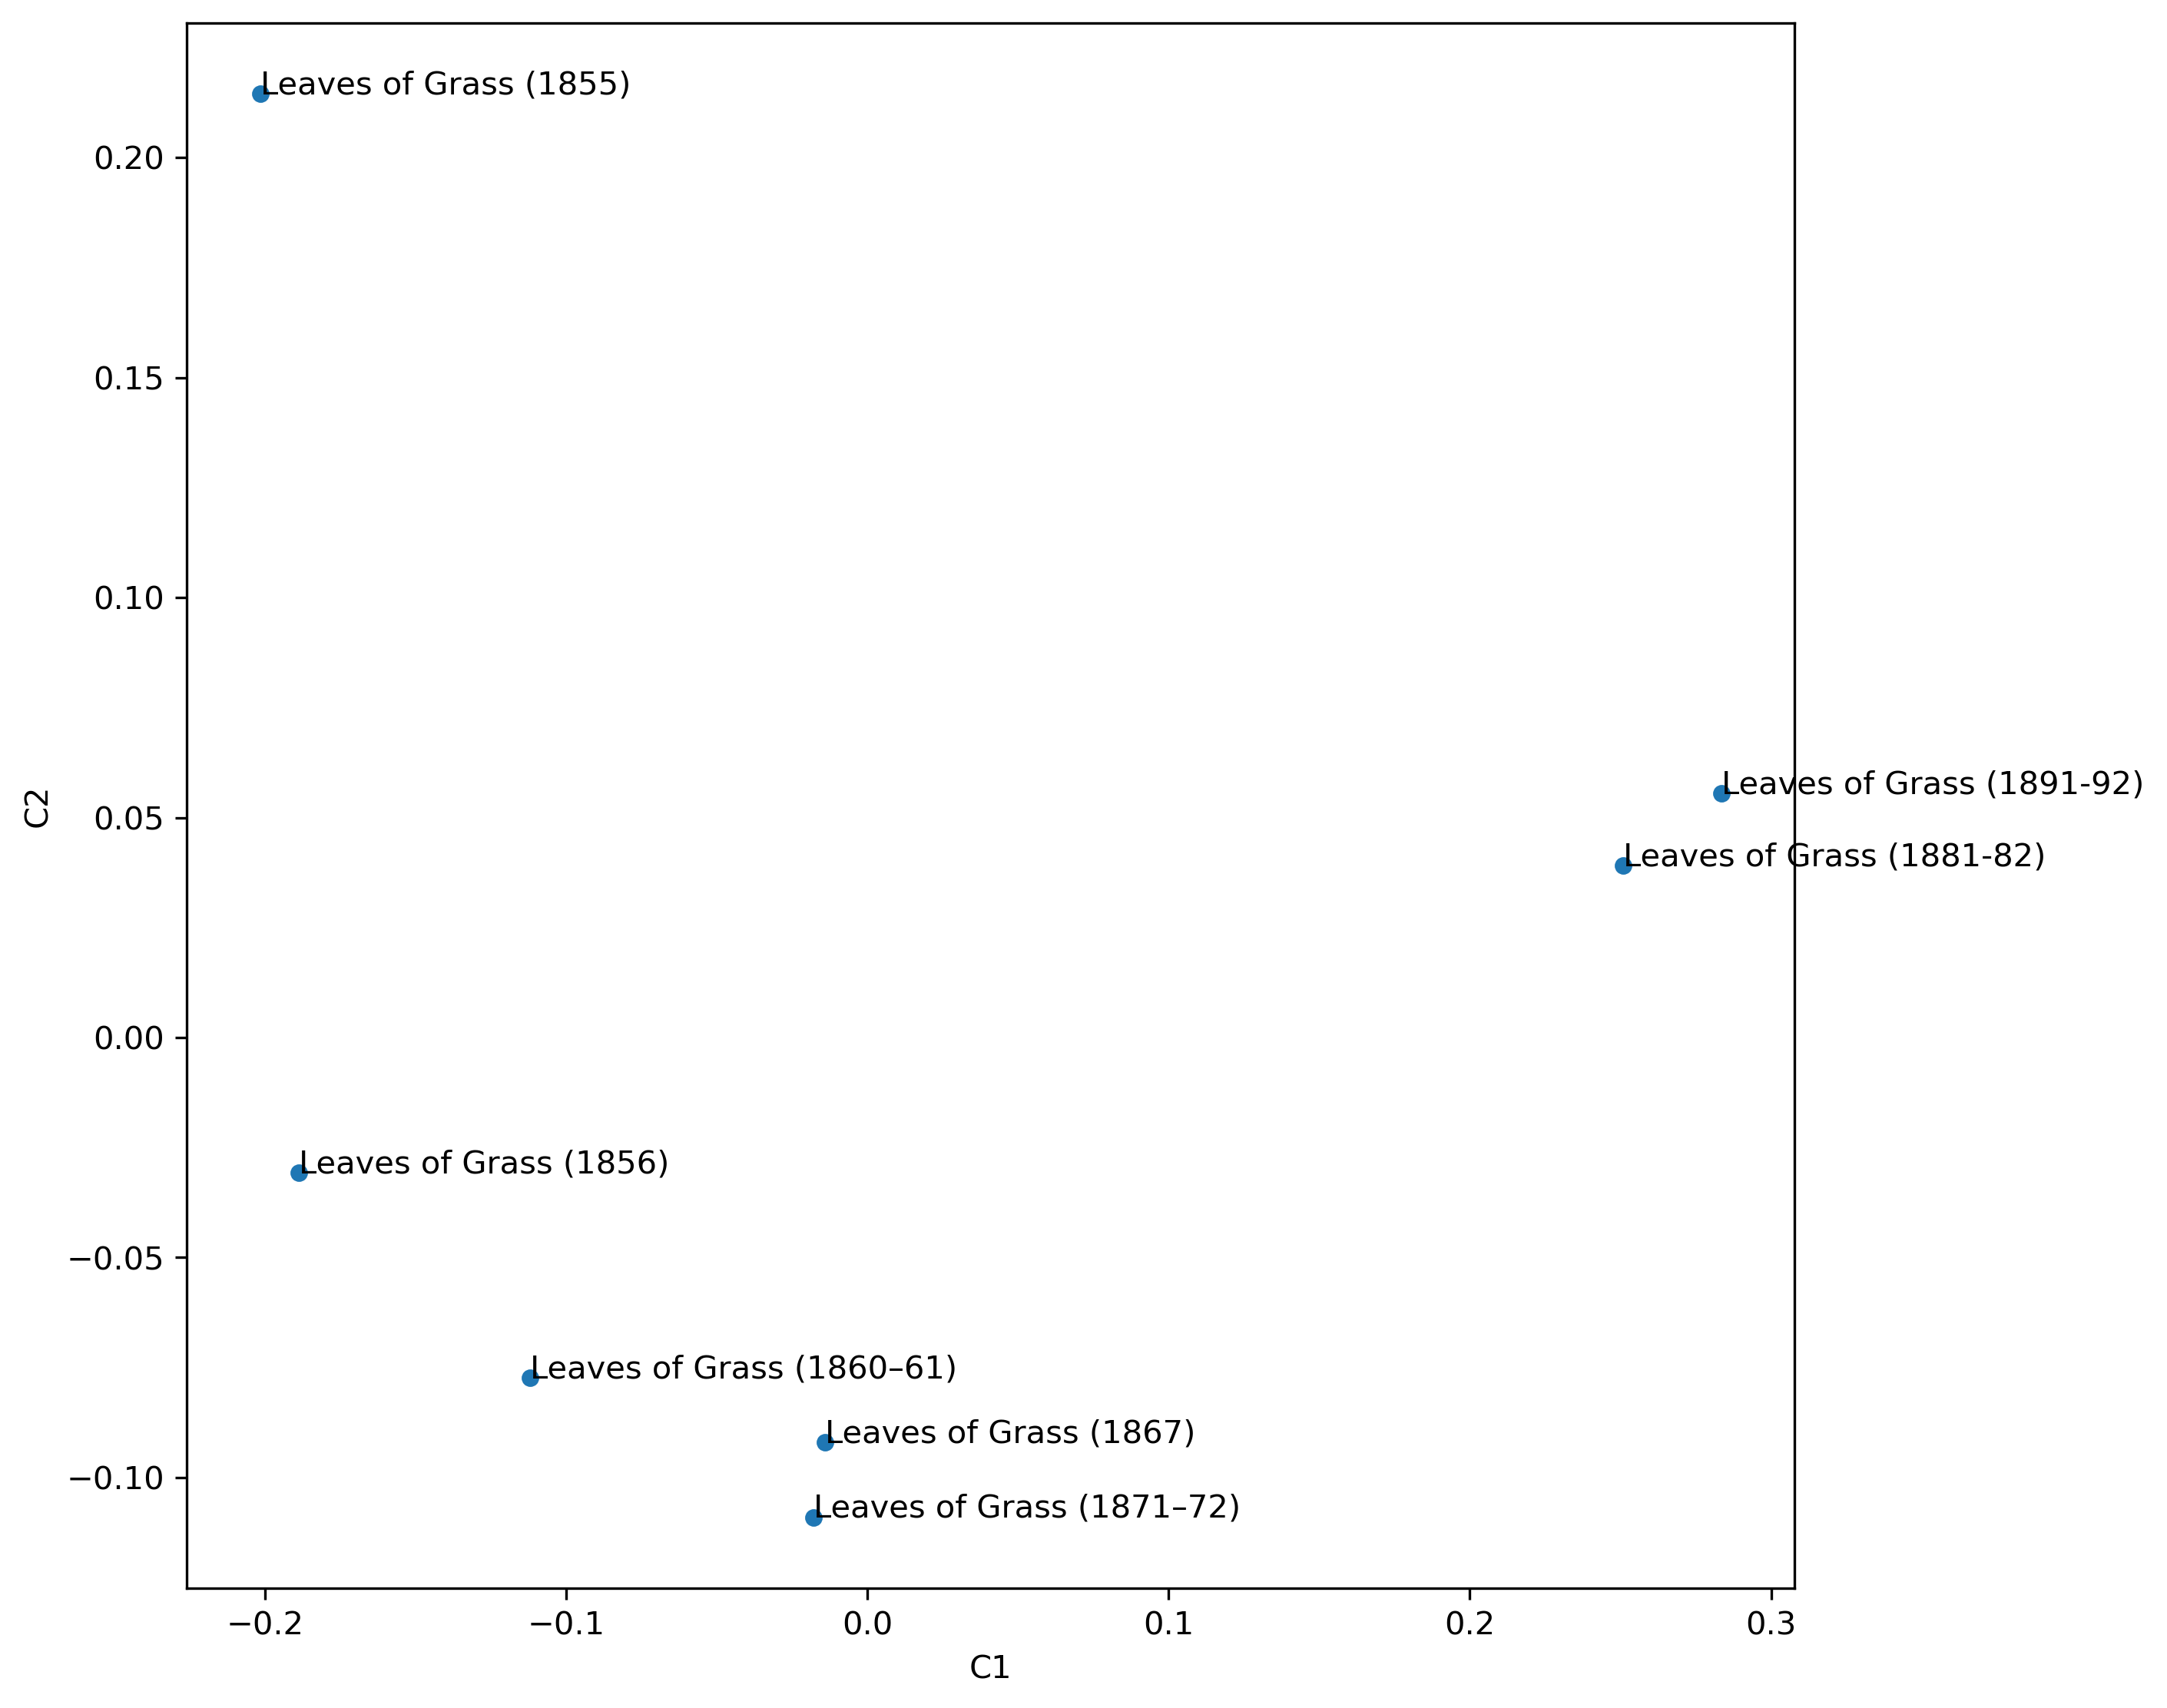 Leaves of Grass (1855)
0.20
0.15
0.10
Leaves of Grass (1891-92)
C2
0.05
Leaves of Grass (1881-82)
0.00
Leaves of Grass (1856)
−0.05
Leaves of Grass (1860–61)
Leaves of Grass (1867)
−0.10
Leaves of Grass (1871–72)
−0.2 −0.1 0.0 0.1 0.2 0.3
C1